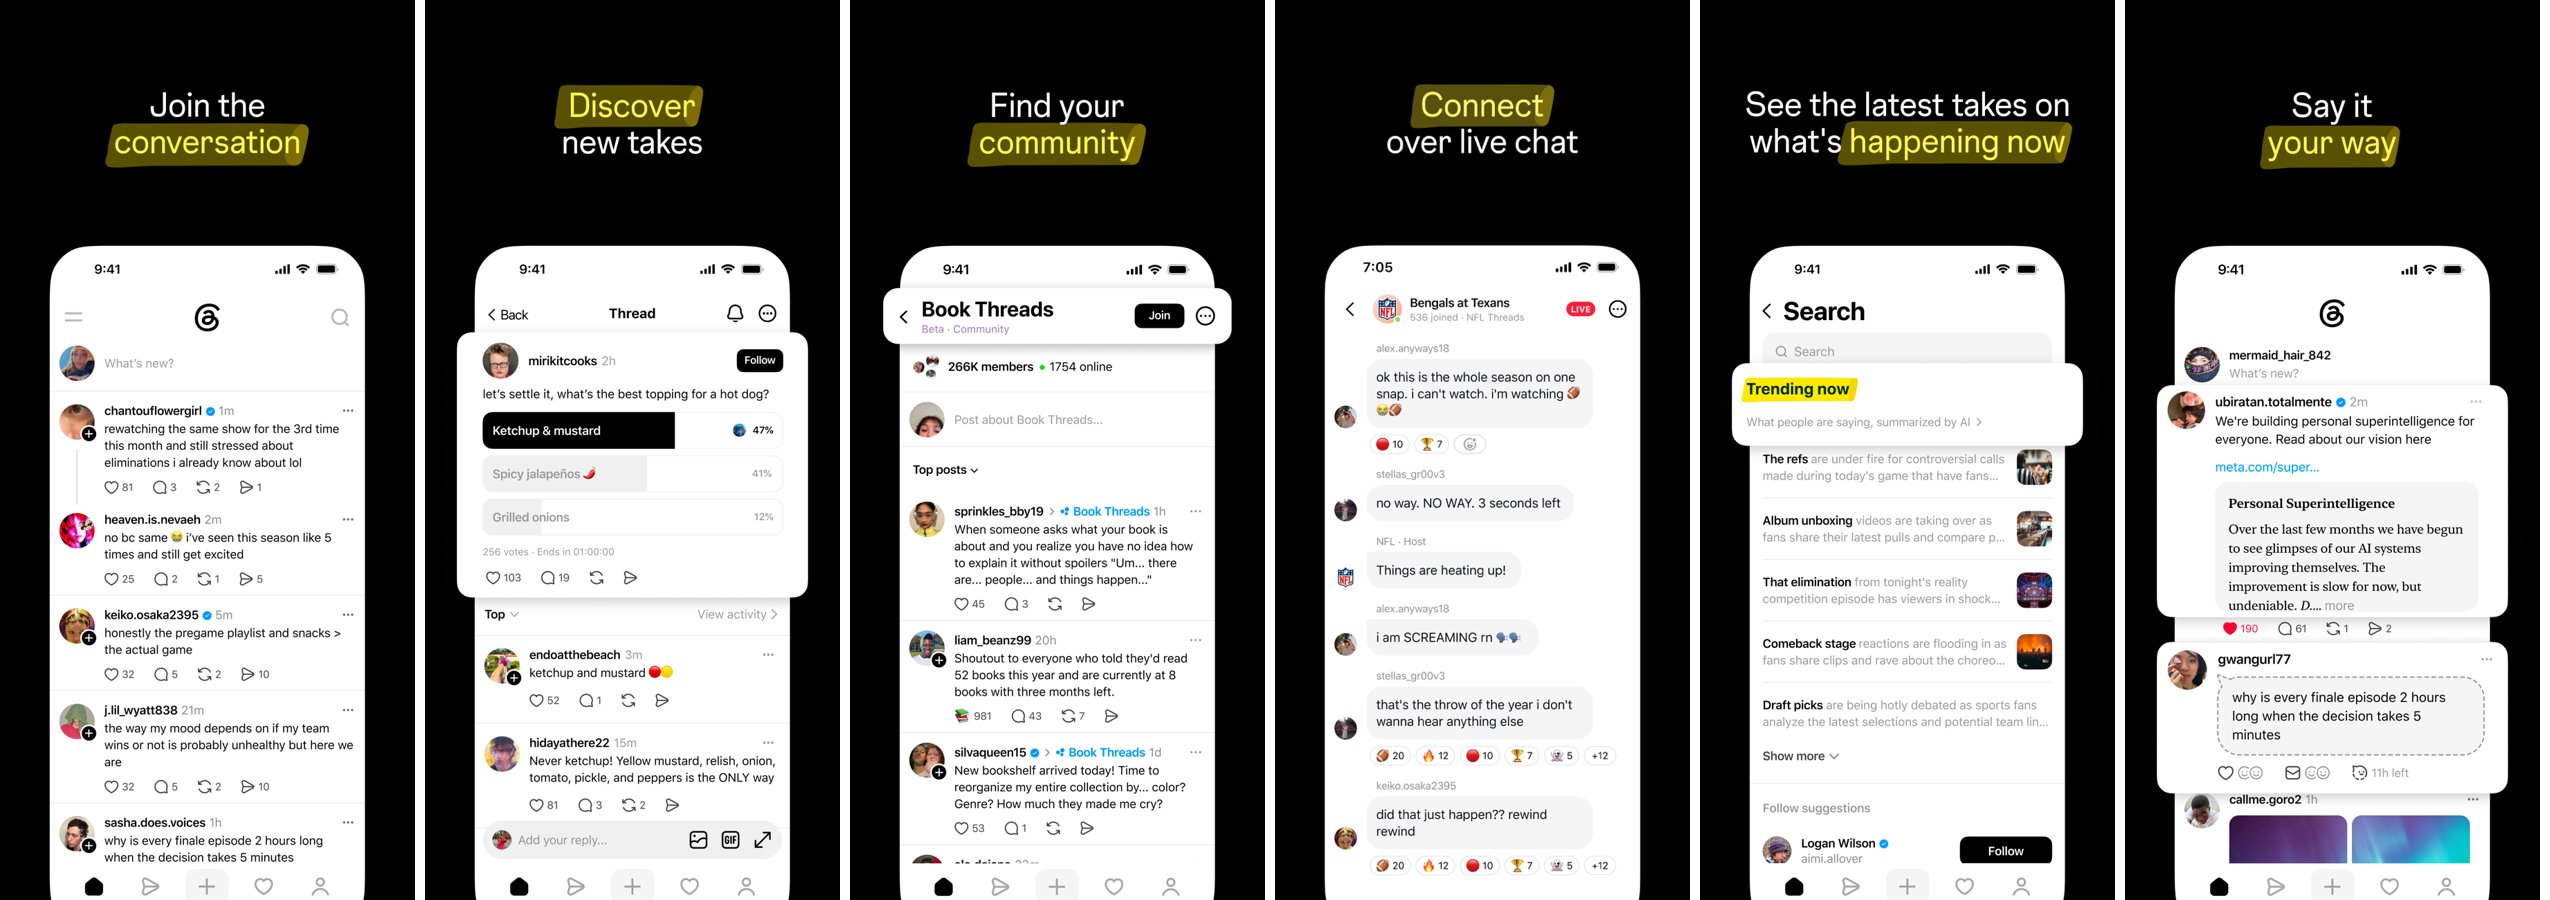 Join the
conversation
9:41
What's new?
chantouflowergirl 1m
rewatching the same show for the 3rd time
this month and still stressed about
eliminations i already know about lol
81 3 2 1
heaven.is.nevaeh 2m
no bc same 😭 i've seen this season like 5
times and still get excited
25 2 1 5
keiko.osaka2395 5m
honestly the pregame playlist and snacks >
the actual game
32 5 2 10
j.lil_wyatt838 21m
the way my mood depends on if my team
wins or not is probably unhealthy but here we
are
32 5 2 10
sasha.does.voices 1h
why is every finale episode 2 hours long
when the decision takes 5 minutes
Discover
new takes
9:41
Back Thread
mirikitcooks 2h Follow
let's settle it, what's the best topping for a hot dog?
Ketchup & mustard 47%
Spicy jalapeños 🌶️ 41%
Grilled onions 12%
256 votes · Ends in 01:00:00
103 19
Top View activity
endoatthebeach 3m
ketchup and mustard 🔴🟡
52 1
hidayathere22 15m
Never ketchup! Yellow mustard, relish, onion,
tomato, pickle, and peppers is the ONLY way
81 3 2
Add your reply... GIF
Find your
community
9:41
Book Threads Join
Beta · Community
266K members 1754 online
Post about Book Threads...
Top posts
sprinkles_bby19 > Book Threads 1h
When someone asks what your book is
about and you realize you have no idea how
to explain it without spoilers "Um... there
are... people... and things happen..."
45 3
liam_beanz99 20h
Shoutout to everyone who told they'd read
52 books this year and are currently at 8
books with three months left.
981 43 7
silvaqueen15 > Book Threads 1d
New bookshelf arrived today! Time to
reorganize my entire collection by... color?
Genre? How much they made me cry?
53 1
Connect
over live chat
7:05
Bengals at Texans LIVE
536 joined · NFL Threads
alex.anyways18
ok this is the whole season on one
snap. i can't watch. i'm watching 🏈
😭🏈
10 7
stellas_gr00v3
no way. NO WAY. 3 seconds left
NFL · Host
Things are heating up!
alex.anyways18
i am SCREAMING rn 🗣️🗣️
stellas_gr00v3
that's the throw of the year i don't
wanna hear anything else
20 12 10 7 5 +12
keiko.osaka2395
did that just happen?? rewind
rewind
20 12 10 7 5 +12
See the latest takes on
what's happening now
9:41
Search
Search
Trending now
What people are saying, summarized by AI
The refs are under fire for controversial calls
made during today's game that have fans...
Album unboxing videos are taking over as
fans share their latest pulls and compare p...
That elimination from tonight's reality
competition episode has viewers in shock...
Comeback stage reactions are flooding in as
fans share clips and rave about the choreo...
Draft picks are being hotly debated as sports fans
analyze the latest selections and potential team lin...
Show more
Follow suggestions
Logan Wilson Follow
aimi.allover
Say it
your way
9:41
mermaid_hair_842
What's new?
ubiratan.totalmente 2m
We're building personal superintelligence for
everyone. Read about our vision here
meta.com/super...
Personal Superintelligence
Over the last few months we have begun
to see glimpses of our AI systems
improving themselves. The
improvement is slow for now, but
undeniable. D.... more
190 61 1 2
gwangurl77
why is every finale episode 2 hours
long when the decision takes 5
minutes
11h left
callme.goro2 1h